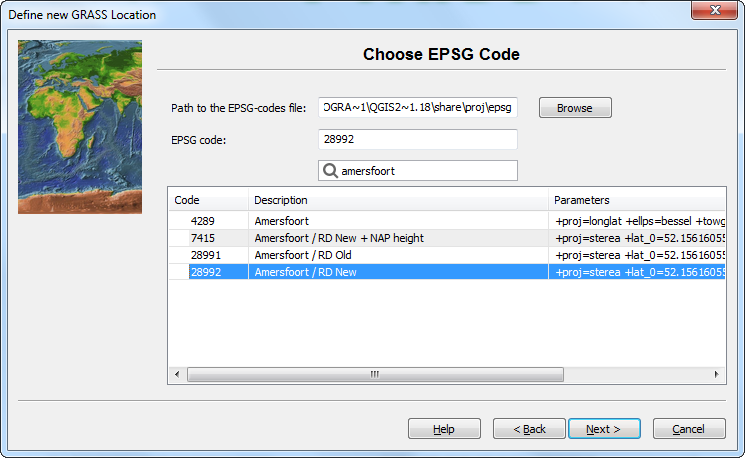 Define new GRASS Location
Choose EPSG Code
Path to the EPSG-codes file: OGRA~1\QGIS2~1.18\share\proj\epsg Browse
EPSG code: 28992
amersfoort
Code Description Parameters
4289 Amersfoort +proj=longlat +ellps=bessel +towg
7415 Amersfoort / RD New + NAP height +proj=sterea +lat_0=52.15616055
28991 Amersfoort / RD Old +proj=sterea +lat_0=52.15616055
28992 Amersfoort / RD New +proj=sterea +lat_0=52.15616055
Help < Back Next > Cancel